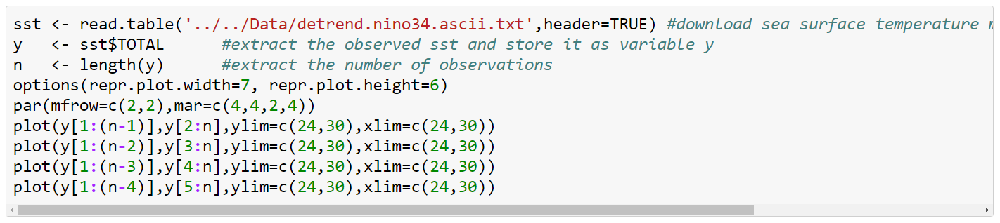 sst <- read.table('../../Data/detrend.nino34.ascii.txt',header=TRUE) #download sea surface temperature
y   <- sst$TOTAL      #extract the observed sst and store it as variable y
n   <- length(y)      #extract the number of observations
options(repr.plot.width=7, repr.plot.height=6)
par(mfrow=c(2,2),mar=c(4,4,2,4))
plot(y[1:(n-1)],y[2:n],ylim=c(24,30),xlim=c(24,30))
plot(y[1:(n-2)],y[3:n],ylim=c(24,30),xlim=c(24,30))
plot(y[1:(n-3)],y[4:n],ylim=c(24,30),xlim=c(24,30))
plot(y[1:(n-4)],y[5:n],ylim=c(24,30),xlim=c(24,30))